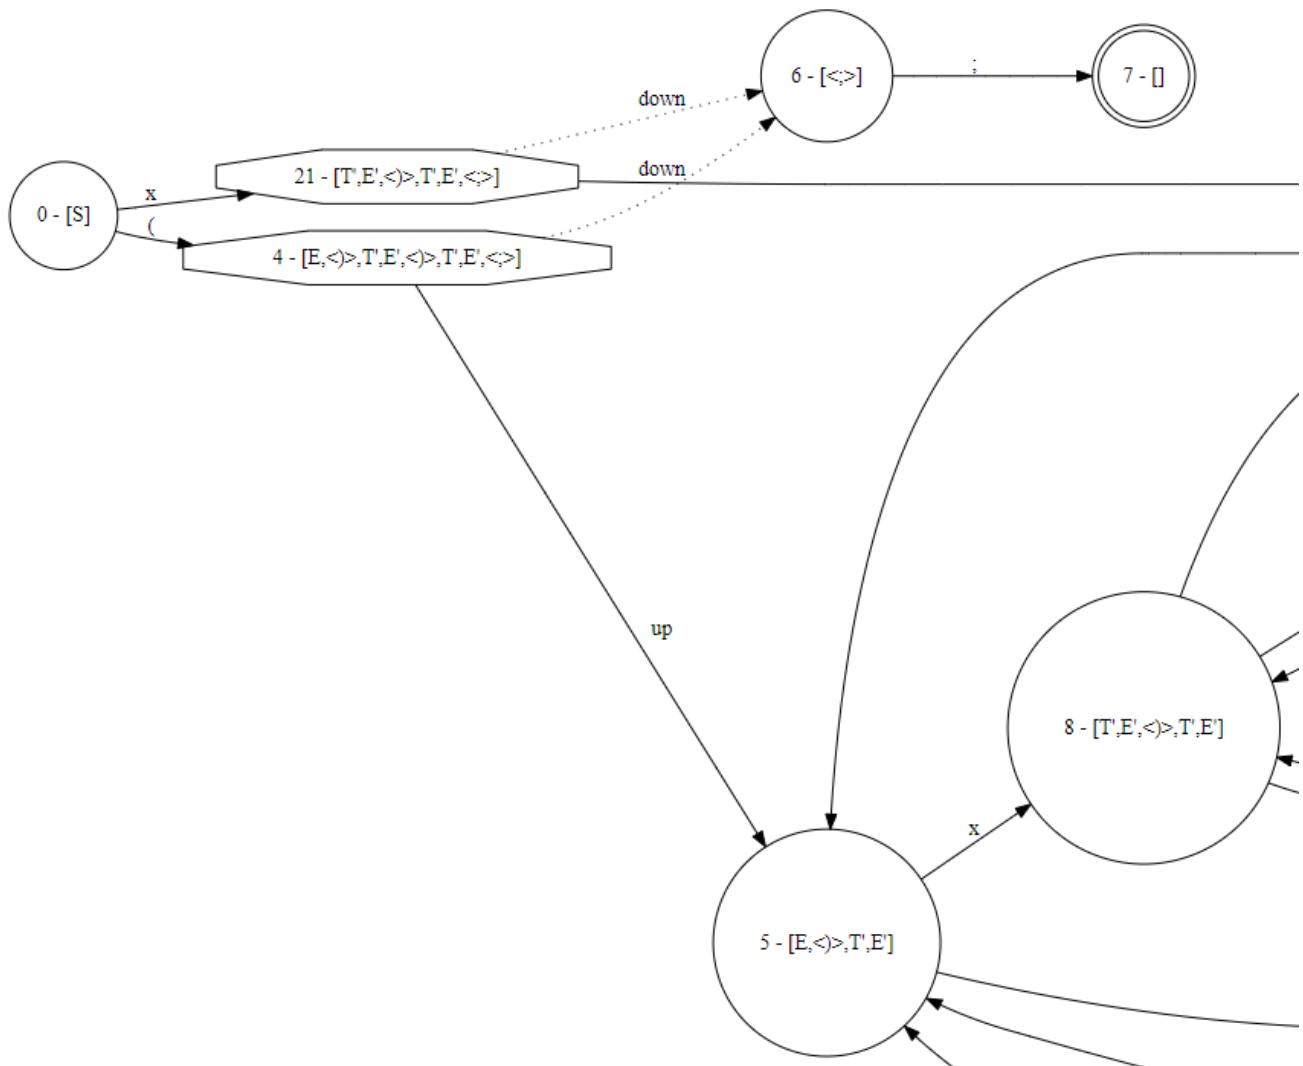 6 - [<;>]
;
7 - []
down
down
21 - [T',E',<)>,T',E',<;>]
x
0 - [S]
(
4 - [E,<)>,T',E',<)>,T',E',<;>]
up
8 - [T',E',<)>,T',E']
x
5 - [E,<)>,T',E']